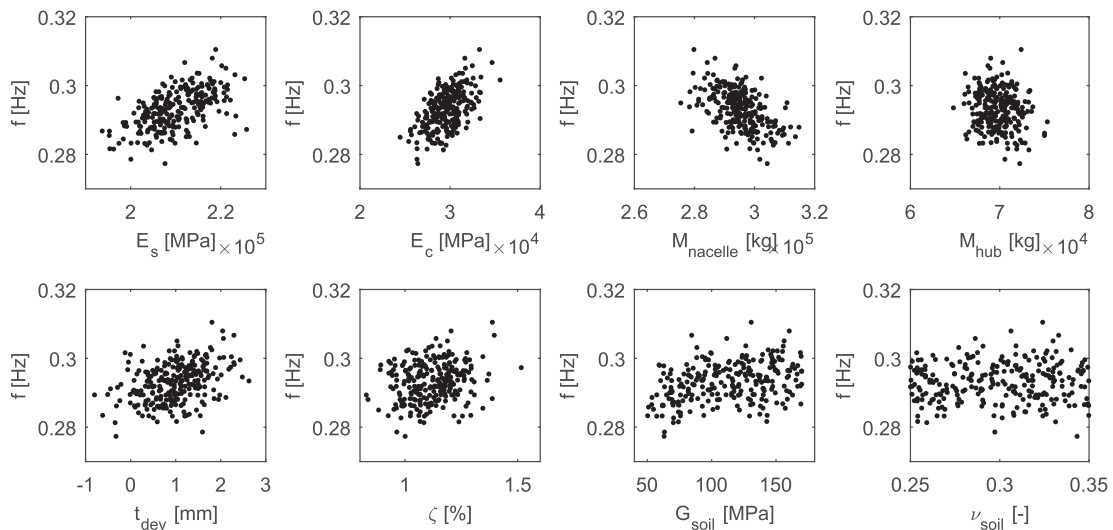 0.32 0.32 0.32 0.32
f [Hz] 0.3 f [Hz] 0.3 f [Hz] 0.3 f [Hz] 0.3
0.28 0.28 0.28 0.28
2 2.2 2 3 4 2.6 2.8 3 3.2 6 7 8
E_s [MPa] ×10^5 E_c [MPa] ×10^4 M_nacelle [kg] ×10^5 M_hub [kg] ×10^4
0.32 0.32 0.32 0.32
f [Hz] 0.3 f [Hz] 0.3 f [Hz] 0.3 f [Hz] 0.3
0.28 0.28 0.28 0.28
-1 0 1 2 3 1 1.5 50 100 150 0.25 0.3 0.35
t_dev [mm] ζ [%] G_soil [MPa] ν_soil [-]